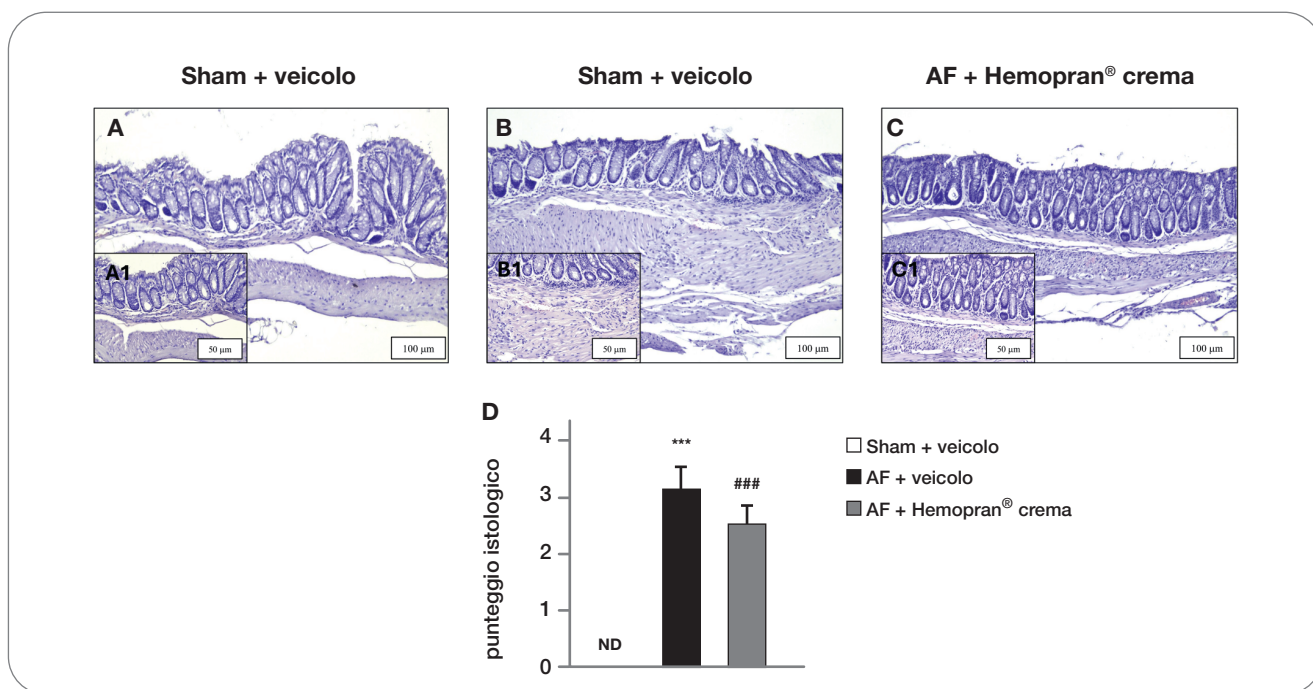 Sham + veicolo
Sham + veicolo
AF + Hemopran® crema
A
B
C
A1
B1
C1
50 µm
100 µm
50 µm
100 µm
50 µm
100 µm
D
punteggio istologico
4
3
2
1
0
ND
***
###
Sham + veicolo
AF + veicolo
AF + Hemopran® crema